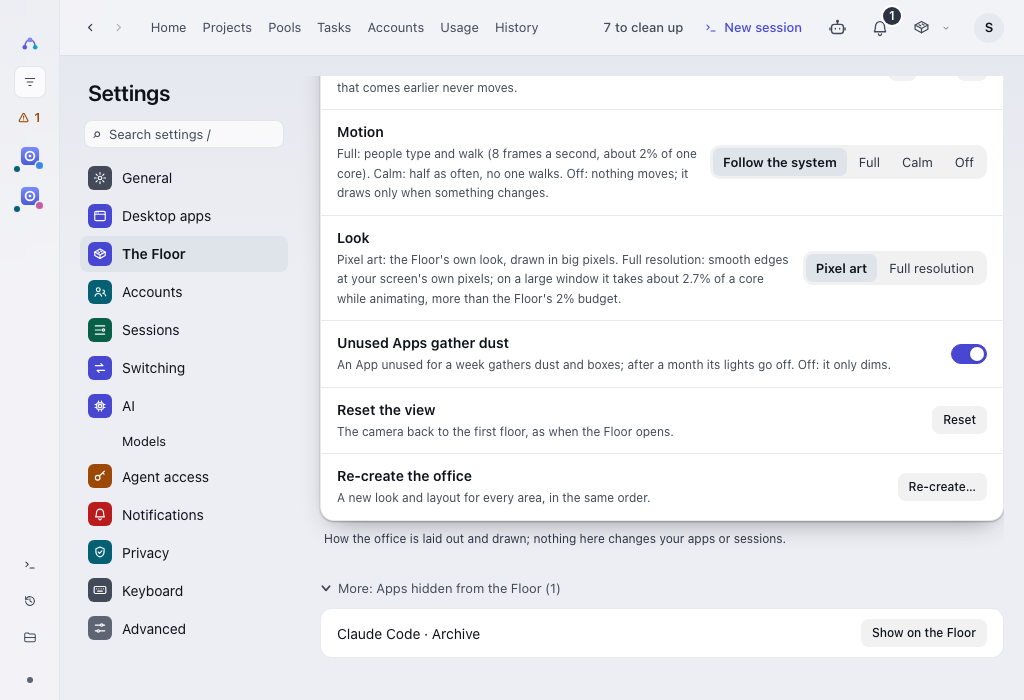 Home Projects Pools Tasks Accounts Usage History 7 to clean up New session 1 S
1
Settings
Search settings /
General
Desktop apps
The Floor
Accounts
Sessions
Switching
AI
Models
Agent access
Notifications
Privacy
Keyboard
Advanced
that comes earlier never moves.
Motion
Full: people type and walk (8 frames a second, about 2% of one
core). Calm: half as often, no one walks. Off: nothing moves; it
draws only when something changes.
Follow the system Full Calm Off
Look
Pixel art: the Floor's own look, drawn in big pixels. Full resolution: smooth edges
at your screen's own pixels; on a large window it takes about 2.7% of a core
while animating, more than the Floor's 2% budget.
Pixel art Full resolution
Unused Apps gather dust
An App unused for a week gathers dust and boxes; after a month its lights go off. Off: it only dims.
Reset the view
The camera back to the first floor, as when the Floor opens.
Reset
Re-create the office
A new look and layout for every area, in the same order.
Re-create...
How the office is laid out and drawn; nothing here changes your apps or sessions.
More: Apps hidden from the Floor (1)
Claude Code · Archive
Show on the Floor